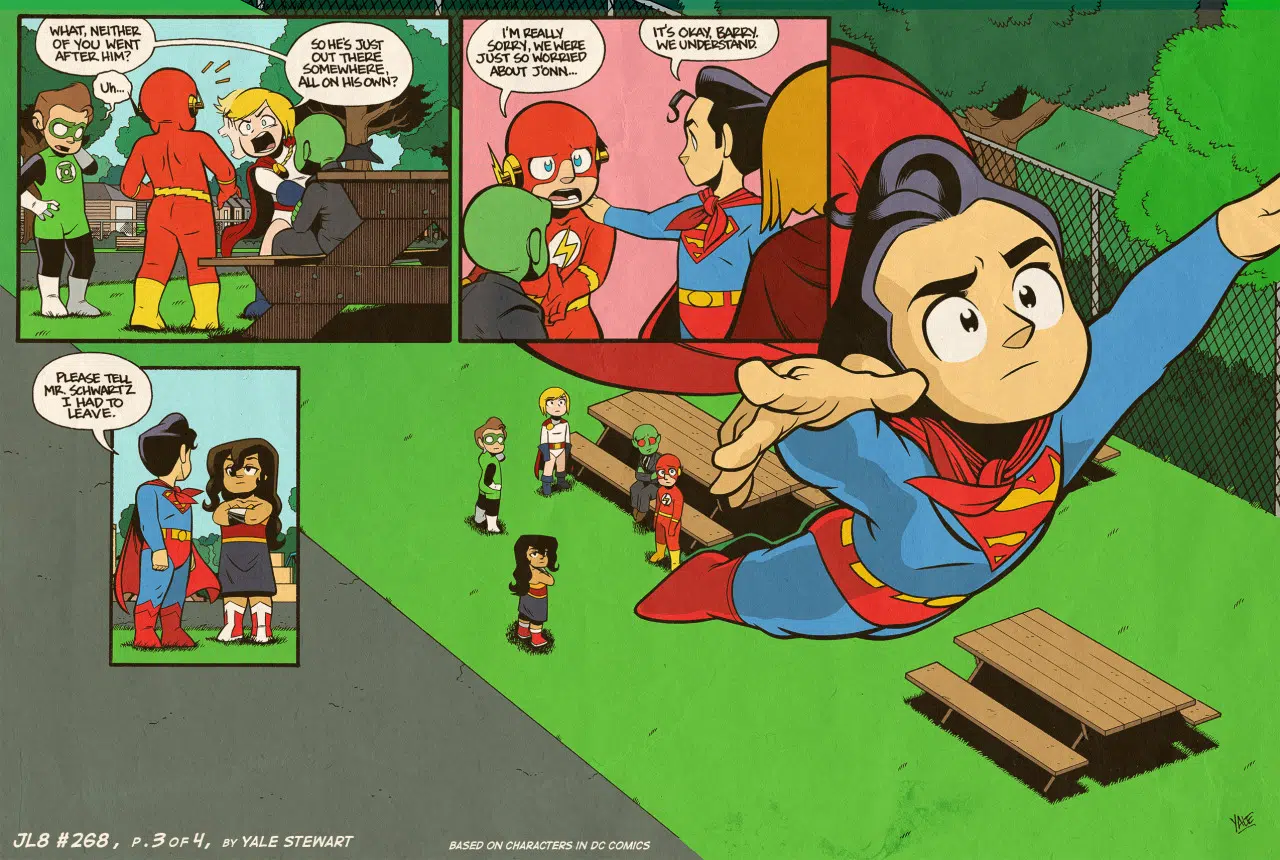 WHAT, NEITHER
OF YOU WENT
AFTER HIM?
Uh...
SO HE'S JUST
OUT THERE
SOMEWHERE,
ALL ON HIS OWN?
I'M REALLY
SORRY, WE WERE
JUST SO WORRIED
ABOUT J'ONN...
IT'S OKAY, BARRY.
WE UNDERSTAND.
PLEASE TELL
MR. SCHWARTZ
I HAD TO
LEAVE.
YALE
JL8 #268, P. 3 OF 4, BY YALE STEWART
BASED ON CHARACTERS IN DC COMICS